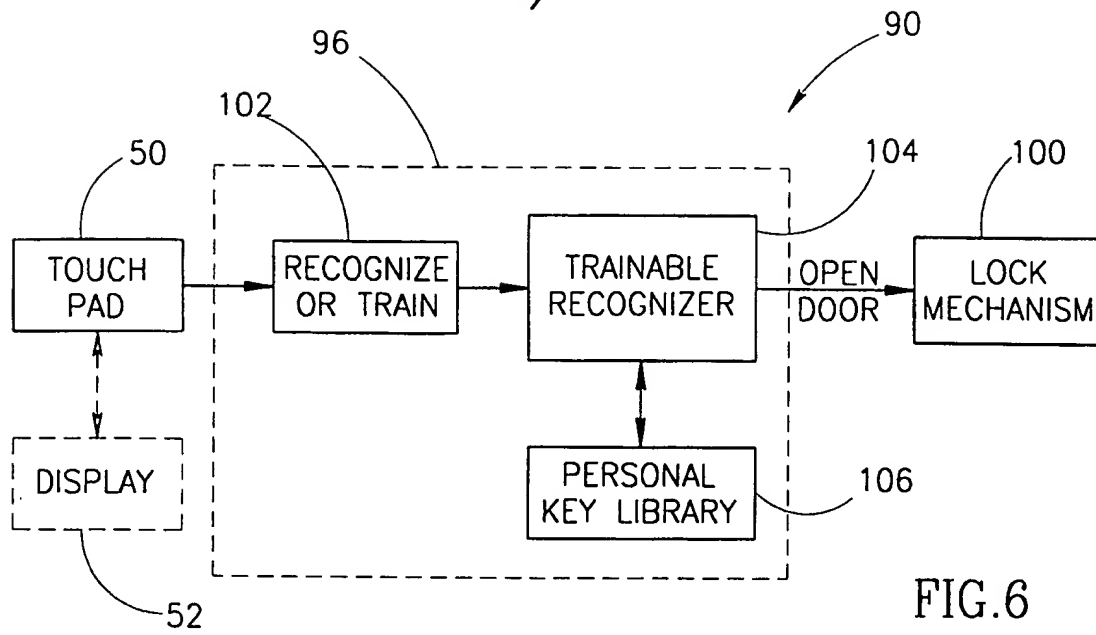 90
96
102
50
104
100
TOUCH
PAD
RECOGNIZE
OR TRAIN
TRAINABLE
RECOGNIZER
OPEN
DOOR
LOCK
MECHANISM
DISPLAY
PERSONAL
KEY LIBRARY
106
52
FIG.6